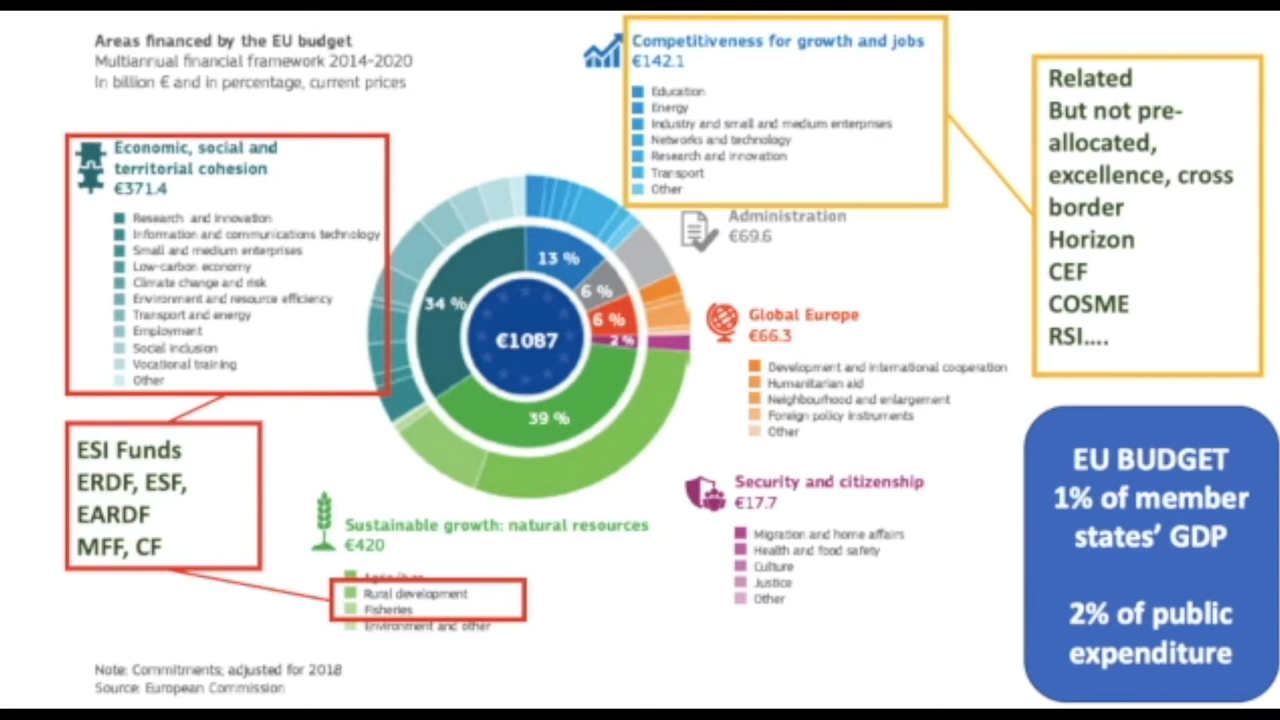 Areas financed by the EU budget
Multiannual financial framework 2014-2020
In billion € and in percentage, current prices
Economic, social and
territorial cohesion
€371.4
Research and innovation
Information and communications technology
Small and medium enterprises
Low-carbon economy
Climate change and risk
Environment and resource efficiency
Transport and energy
Employment
Social inclusion
Vocational training
Other
ESI Funds
ERDF, ESF,
EARDF
MFF, CF
Competitiveness for growth and jobs
€142.1
Education
Energy
Industry and small and medium enterprises
Networks and technology
Research and innovation
Transport
Other
Administration
€69.6
13 %
6 %
6 %
2 %
34 %
€1087
39 %
Global Europe
€66.3
Development and international cooperation
Humanitarian aid
Neighbourhood and enlargement
Foreign policy instruments
Other
Security and citizenship
€17.7
Migration and home affairs
Health and food safety
Culture
Justice
Other
Sustainable growth: natural resources
€420
Agriculture
Rural development
Fisheries
Environment and other
Related
But not pre-
allocated,
excellence, cross
border
Horizon
CEF
COSME
RSI....
EU BUDGET
1% of member
states’ GDP
2% of public
expenditure
Note: Commitments; adjusted for 2018
Source: European Commission